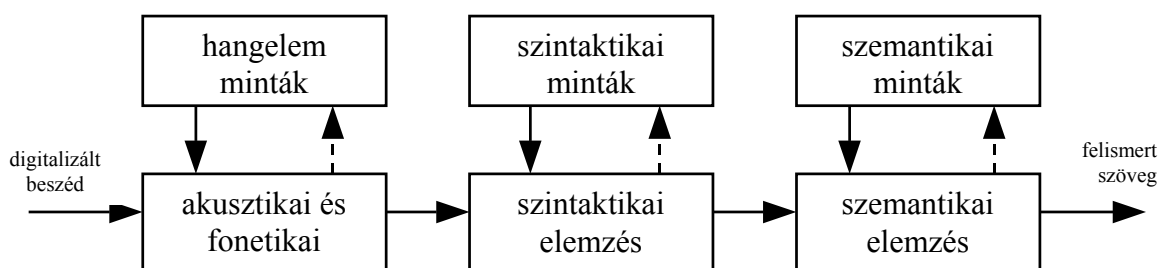 hangelem
minták
szintaktikai
minták
szemantikai
minták
digitalizált
beszéd
akusztikai és
fonetikai
szintaktikai
elemzés
szemantikai
elemzés
felismert
szöveg